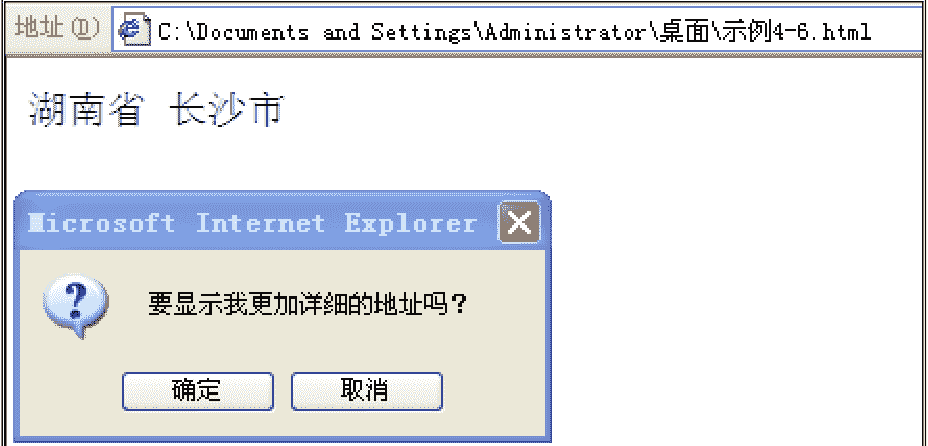 地址(D) C:\Documents and Settings\Administrator\桌面\示例4-6.html
湖南省 长沙市
Microsoft Internet Explorer
要显示我更加详细的地址吗？
确定 取消